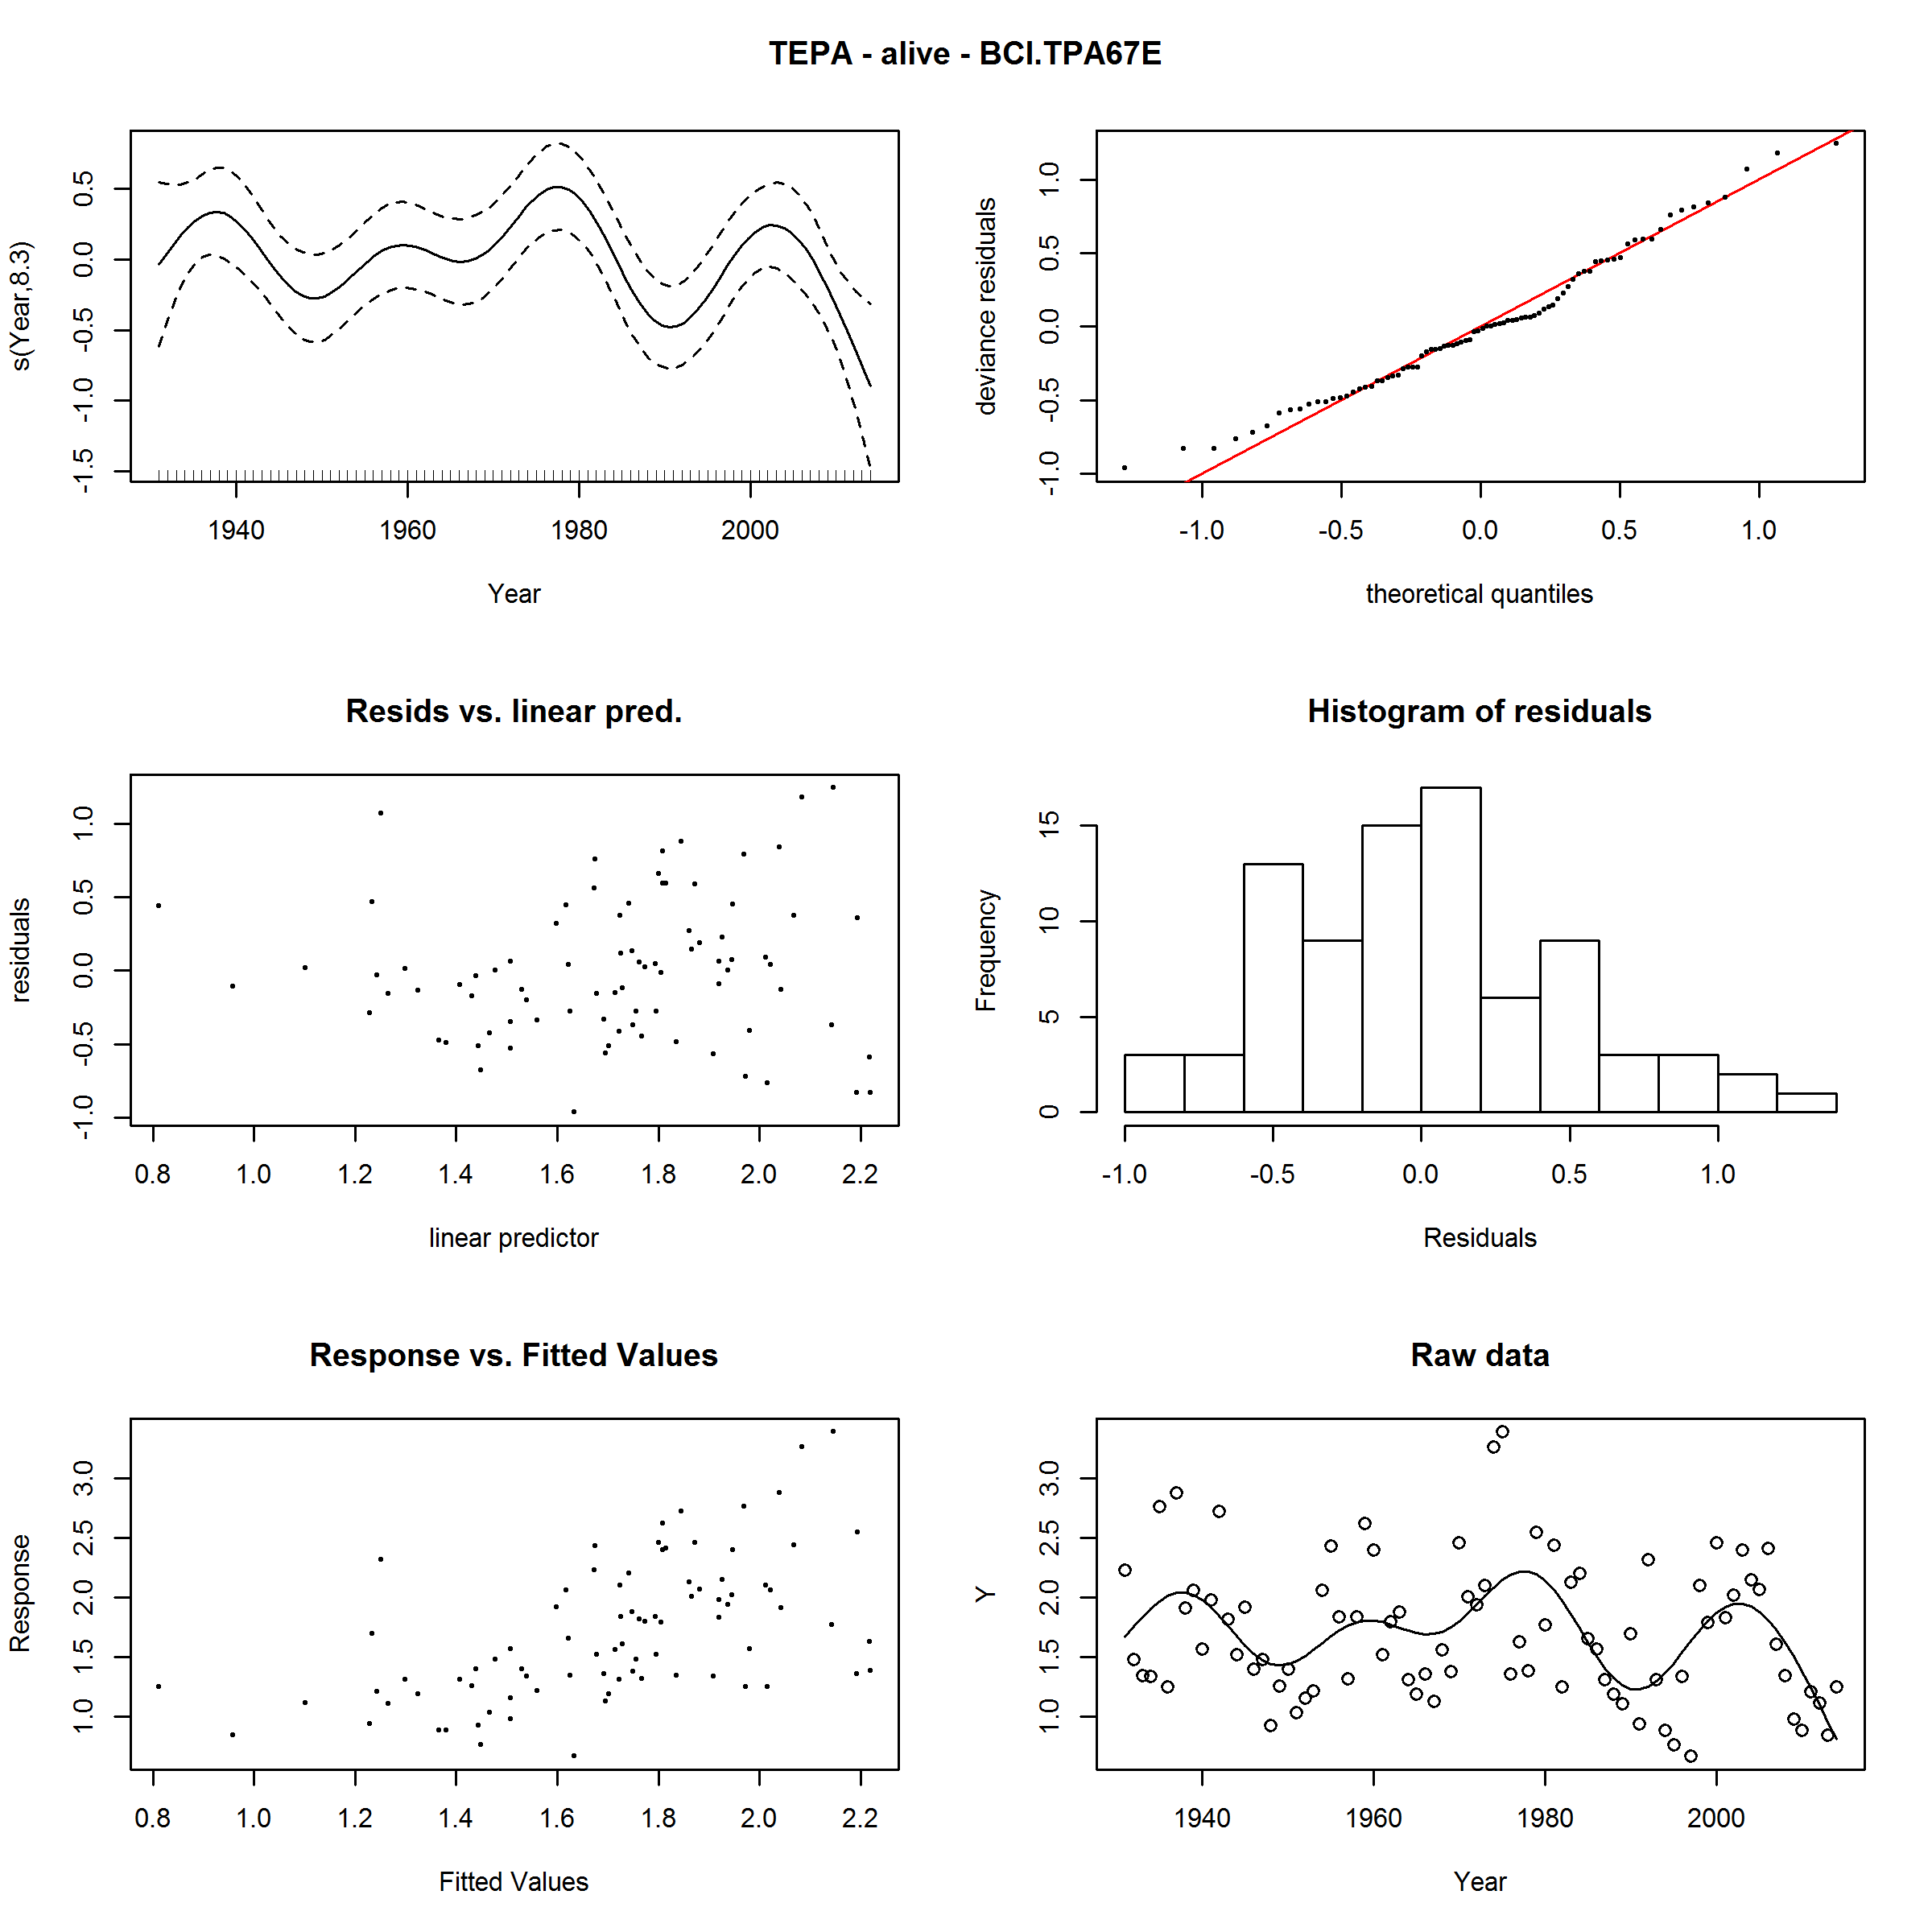 TEPA - alive - BCI.TPA67E
s(Year,8.3)
0.5
0.0
-0.5
-1.0
-1.5
1940 1960 1980 2000
Year
deviance residuals
1.0
0.5
0.0
-0.5
-1.0
-1.0 -0.5 0.0 0.5 1.0
theoretical quantiles
Resids vs. linear pred.
residuals
1.0
0.5
0.0
-0.5
-1.0
0.8 1.0 1.2 1.4 1.6 1.8 2.0 2.2
linear predictor
Histogram of residuals
Frequency
15
10
5
0
-1.0 -0.5 0.0 0.5 1.0
Residuals
Response vs. Fitted Values
Response
3.0
2.5
2.0
1.5
1.0
0.8 1.0 1.2 1.4 1.6 1.8 2.0 2.2
Fitted Values
Raw data
Y
3.0
2.5
2.0
1.5
1.0
1940 1960 1980 2000
Year